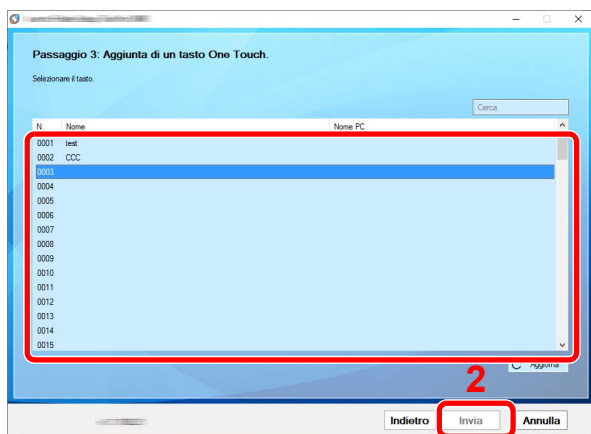 Passaggio 3: Aggiunta di un tasto One Touch.
Selezionare il tasto.
Cerca
N. Nome Nome PC
0001 test
0002 CCC
0003
0004
0005
0006
0007
0008
0009
0010
0011
0012
0013
0014
0015
Aggiorna
2
Indietro Invia Annulla